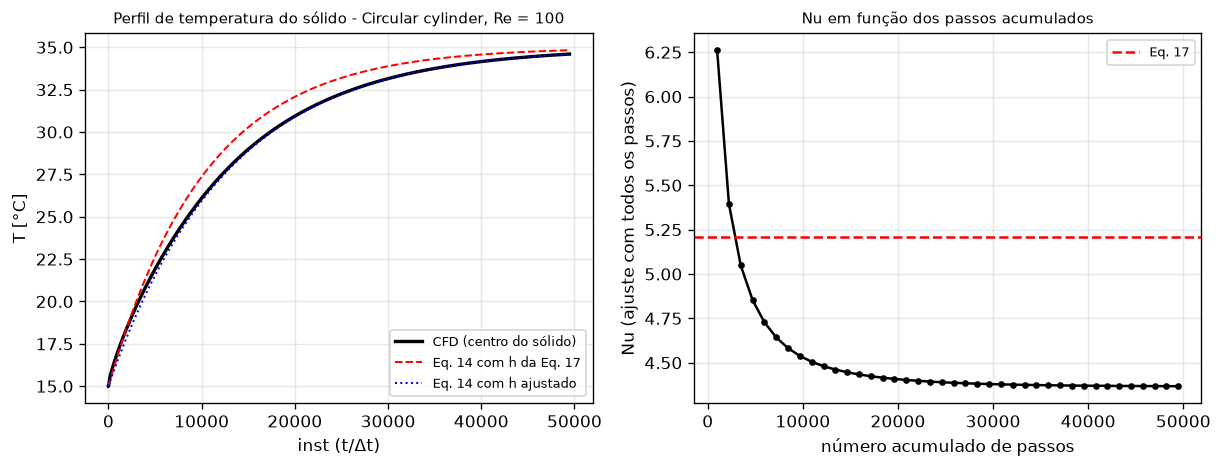 Perfil de temperatura do sólido - Circular cylinder, Re = 100
35.0
32.5
30.0
27.5
25.0
22.5
20.0
17.5
15.0
T [°C]
0
10000
20000
30000
40000
50000
inst (t/Δt)
CFD (centro do sólido)
Eq. 14 com h da Eq. 17
Eq. 14 com h ajustado
Nu em função dos passos acumulados
6.25
6.00
5.75
5.50
5.25
5.00
4.75
4.50
Nu (ajuste com todos os passos)
0
10000
20000
30000
40000
50000
número acumulado de passos
Eq. 17